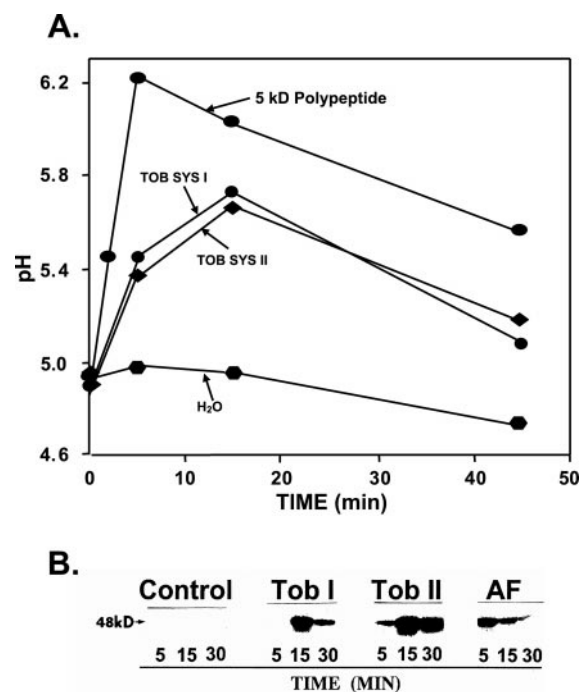 A.
6.2
5.8
5.4
5.0
4.6
pH
5 kD Polypeptide
TOB SYS I
TOB SYS II
H₂O
0 10 20 30 40 50
TIME (min)
B.
Control Tob I Tob II AF
48kD
5 15 30 5 15 30 5 15 30 5 15 30
TIME (MIN)